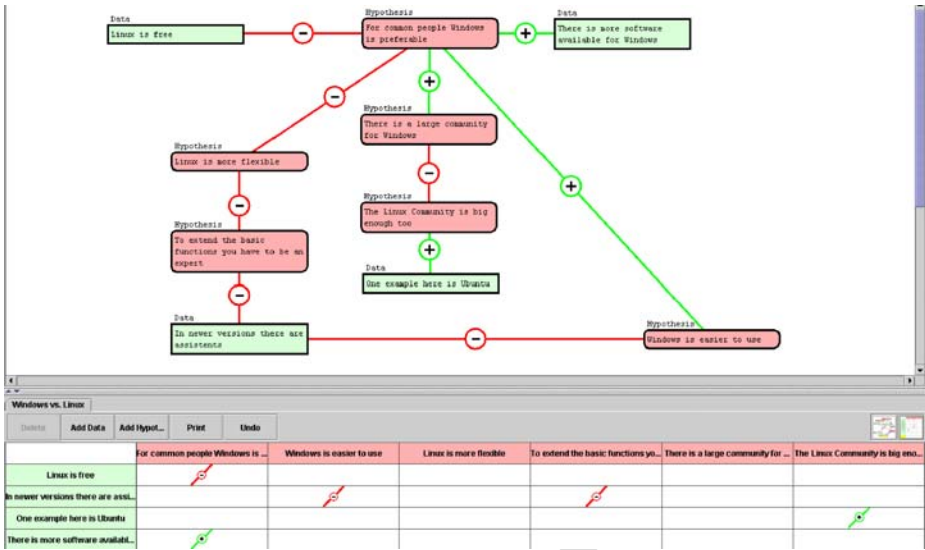 Data
Linux is free
Hypothesis
For common people Windows
is preferable
Data
There is more software
available for Windows
Hypothesis
There is a large community
for Windows
Hypothesis
Linux is more flexible
Hypothesis
The Linux Community is big
enough too
Hypothesis
To extend the basic
functions you have to be an
expert
Data
One example here is Ubuntu
Data
In newer versions there are
assistents
Hypothesis
Windows is easier to use
Windows vs. Linux
Delete Add Data Add Hypot... Print Undo
For common people Windows is ... Windows is easier to use Linux is more flexible To extend the basic functions yo... There is a large community for ... The Linux Community is big eno...
Linux is free
In newer versions there are assi...
One example here is Ubuntu
There is more software availabl...